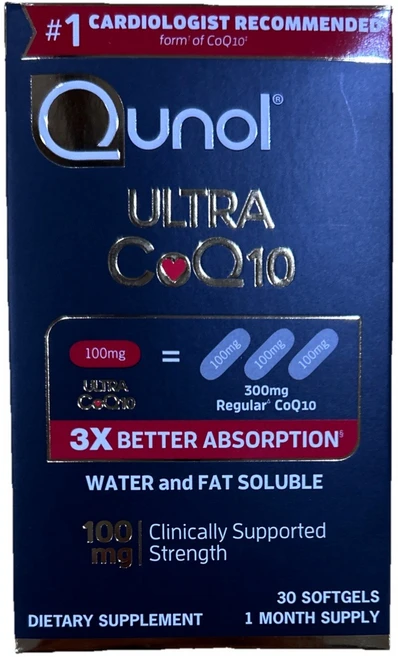 #1 CARDIOLOGIST RECOMMENDED
form† of CoQ10‡
Qunol®
ULTRA
CoQ10
100mg = 100mg 100mg 100mg
ULTRA
CoQ10
300mg
Regular◊ CoQ10
3X BETTER ABSORPTION§
WATER and FAT SOLUBLE
100 mg
Clinically Supported
Strength
30 SOFTGELS
DIETARY SUPPLEMENT 1 MONTH SUPPLY